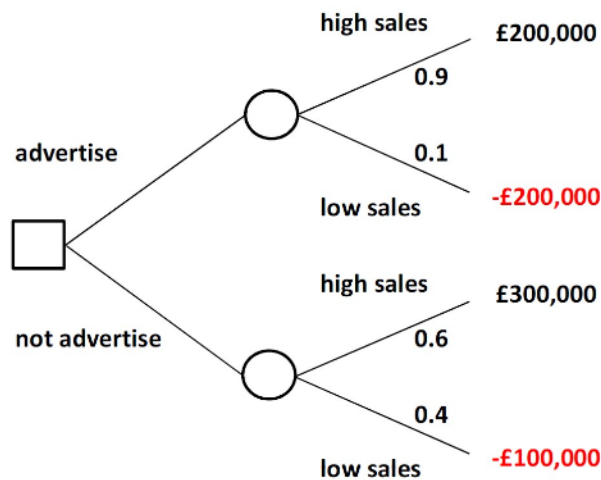 high sales
£200,000
0.9
advertise
0.1
low sales
-£200,000
high sales
£300,000
not advertise
0.6
0.4
low sales
-£100,000